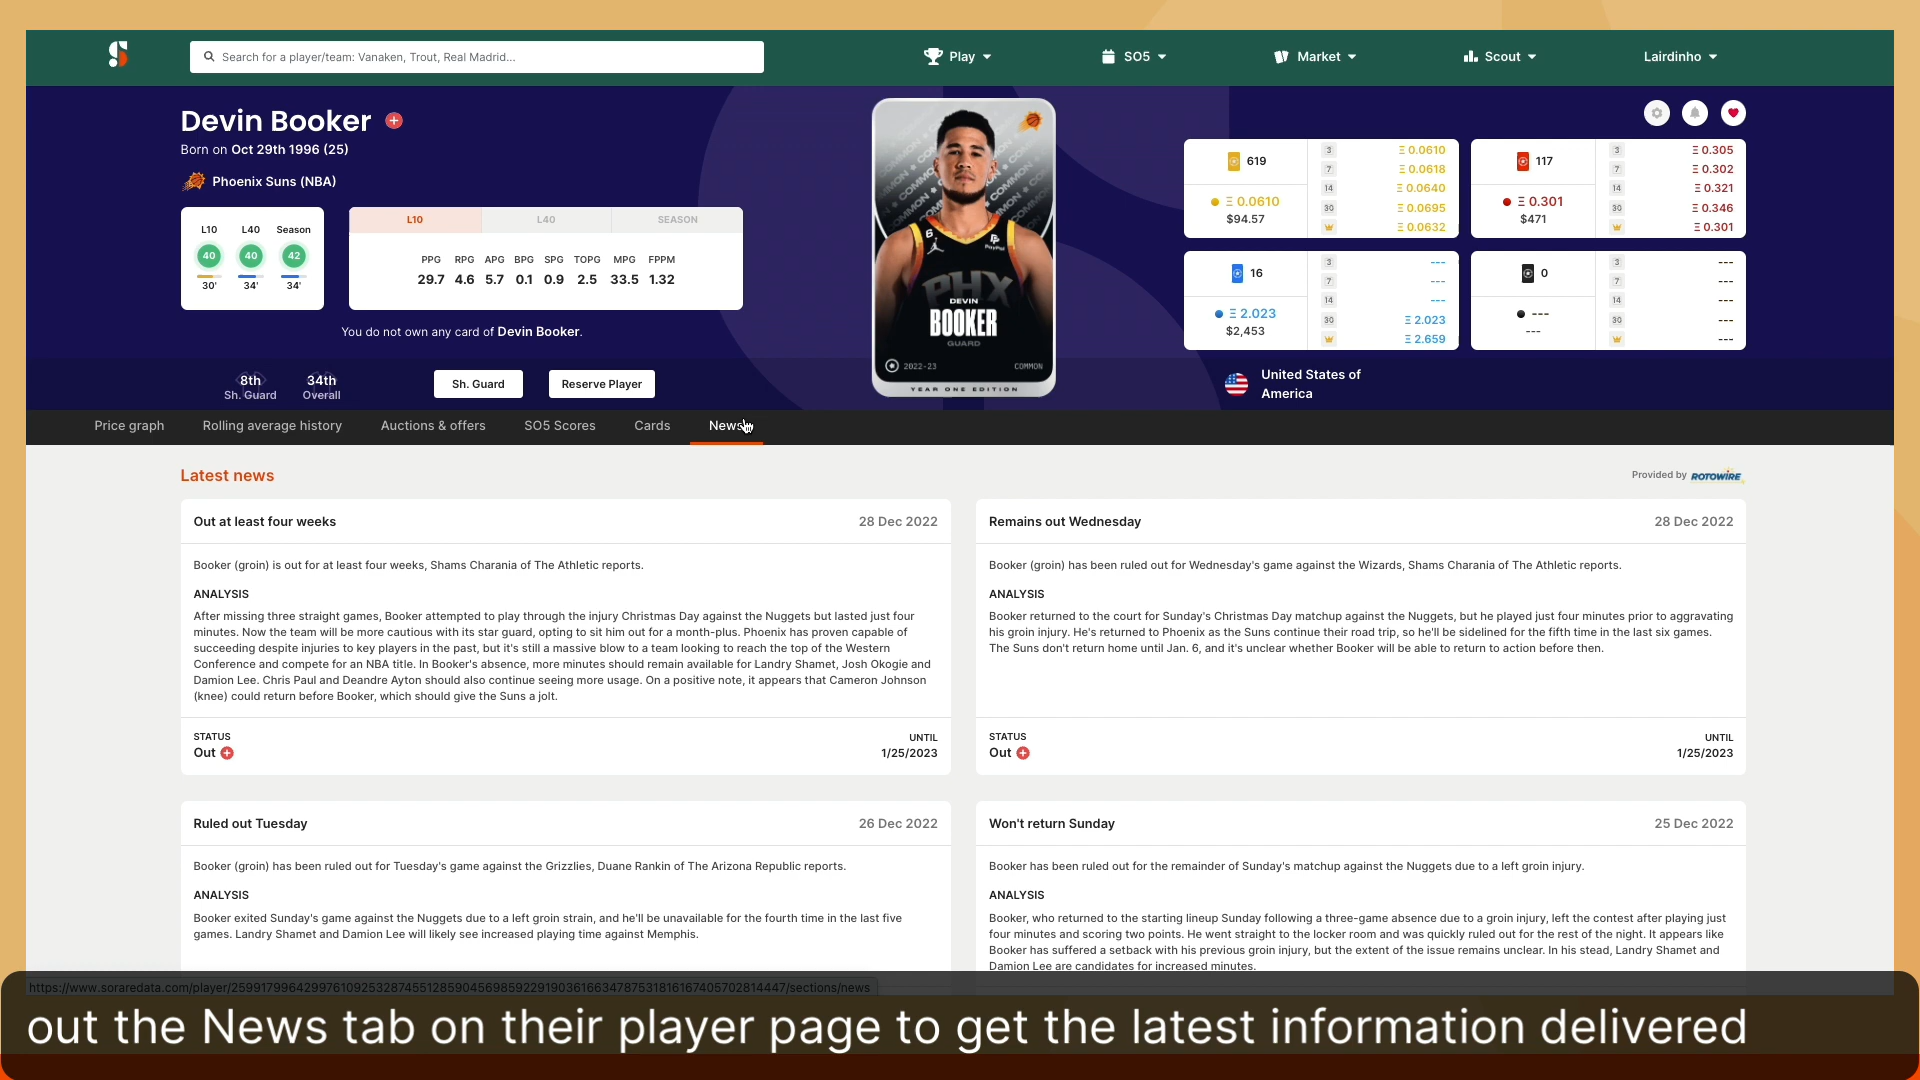 Search for a player/team: Vanaken, Trout, Real Madrid...
Play
SO5
Market
Scout
Lairdinho
Devin Booker
Born on Oct 29th 1996 (25)
Phoenix Suns (NBA)
L10 L40 Season
40 40 42
30' 34' 34'
L10 L40 SEASON
PPG RPG APG BPG SPG TOPG MPG FPPM
29.7 4.6 5.7 0.1 0.9 2.5 33.5 1.32
You do not own any card of Devin Booker.
8th
Sh. Guard
34th
Overall
Sh. Guard
Reserve Player
COMMON
PayPal
PHX
DEVIN
BOOKER
GUARD
2022-23 COMMON
YEAR ONE EDITION
619
Ξ 0.0610
$94.57
3 Ξ 0.0610
7 Ξ 0.0618
14 Ξ 0.0640
30 Ξ 0.0695
Ξ 0.0632
117
Ξ 0.301
$471
3 Ξ 0.305
7 Ξ 0.302
14 Ξ 0.321
30 Ξ 0.346
Ξ 0.301
16
Ξ 2.023
$2,453
3 ---
7 ---
14 ---
30 Ξ 2.023
Ξ 2.659
0
---
---
3 ---
7 ---
14 ---
30 ---
---
United States of
America
Price graph
Rolling average history
Auctions & offers
SO5 Scores
Cards
News
Latest news
Provided by ROTOWIRE
Out at least four weeks 28 Dec 2022
Booker (groin) is out for at least four weeks, Shams Charania of The Athletic reports.
ANALYSIS
After missing three straight games, Booker attempted to play through the injury Christmas Day against the Nuggets but lasted just four
minutes. Now the team will be more cautious with its star guard, opting to sit him out for a month-plus. Phoenix has proven capable of
succeeding despite injuries to key players in the past, but it's still a massive blow to a team looking to reach the top of the Western
Conference and compete for an NBA title. In Booker's absence, more minutes should remain available for Landry Shamet, Josh Okogie and
Damion Lee. Chris Paul and Deandre Ayton should also continue seeing more usage. On a positive note, it appears that Cameron Johnson
(knee) could return before Booker, which should give the Suns a jolt.
STATUS UNTIL
Out 1/25/2023
Remains out Wednesday 28 Dec 2022
Booker (groin) has been ruled out for Wednesday's game against the Wizards, Shams Charania of The Athletic reports.
ANALYSIS
Booker returned to the court for Sunday's Christmas Day matchup against the Nuggets, but he played just four minutes prior to aggravating
his groin injury. He's returned to Phoenix as the Suns continue their road trip, so he'll be sidelined for the fifth time in the last six games.
The Suns don't return home until Jan. 6, and it's unclear whether Booker will be able to return to action before then.
STATUS UNTIL
Out 1/25/2023
Ruled out Tuesday 26 Dec 2022
Booker (groin) has been ruled out for Tuesday's game against the Grizzlies, Duane Rankin of The Arizona Republic reports.
ANALYSIS
Booker exited Sunday's game against the Nuggets due to a left groin strain, and he'll be unavailable for the fourth time in the last five
games. Landry Shamet and Damion Lee will likely see increased playing time against Memphis.
Won't return Sunday 25 Dec 2022
Booker has been ruled out for the remainder of Sunday's matchup against the Nuggets due to a left groin injury.
ANALYSIS
Booker, who returned to the starting lineup Sunday following a three-game absence due to a groin injury, left the contest after playing just
four minutes and scoring two points. He went straight to the locker room and was quickly ruled out for the rest of the night. It appears like
Booker has suffered a setback with his previous groin injury, but the extent of the issue remains unclear. In his stead, Landry Shamet and
Damion Lee are candidates for increased minutes.
out the News tab on their player page to get the latest information delivered